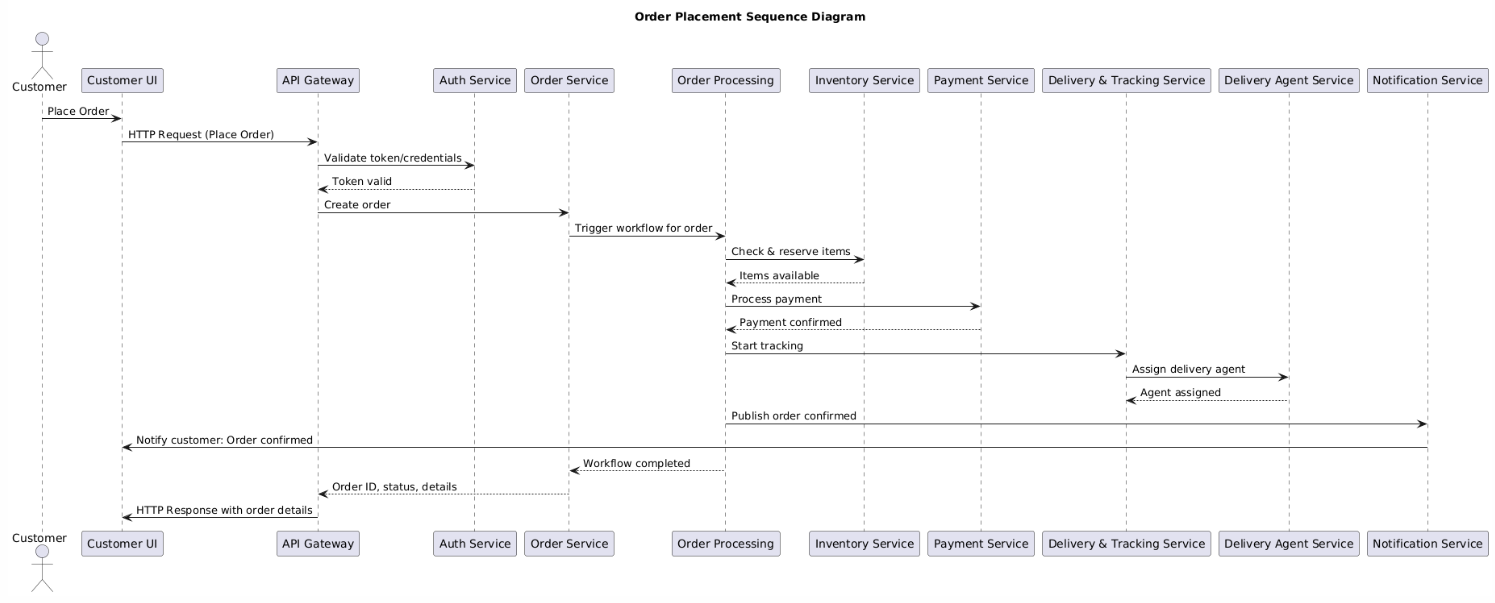 Order Placement Sequence Diagram
Customer
Customer UI
API Gateway
Auth Service
Order Service
Order Processing
Inventory Service
Payment Service
Delivery & Tracking Service
Delivery Agent Service
Notification Service
Place Order
HTTP Request (Place Order)
Validate token/credentials
Token valid
Create order
Trigger workflow for order
Check & reserve items
Items available
Process payment
Payment confirmed
Start tracking
Assign delivery agent
Agent assigned
Publish order confirmed
Notify customer: Order confirmed
Workflow completed
Order ID, status, details
HTTP Response with order details
Customer
Customer UI
API Gateway
Auth Service
Order Service
Order Processing
Inventory Service
Payment Service
Delivery & Tracking Service
Delivery Agent Service
Notification Service